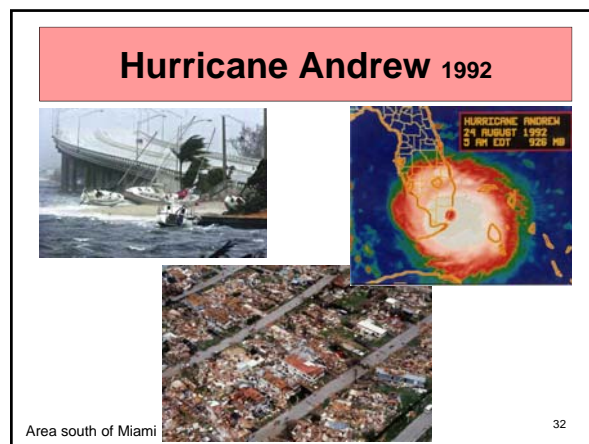 Hurricane Andrew 1992
HURRICANE ANDREW
24 AUGUST 1992
5 AM EDT 926 MB
Area south of Miami
32